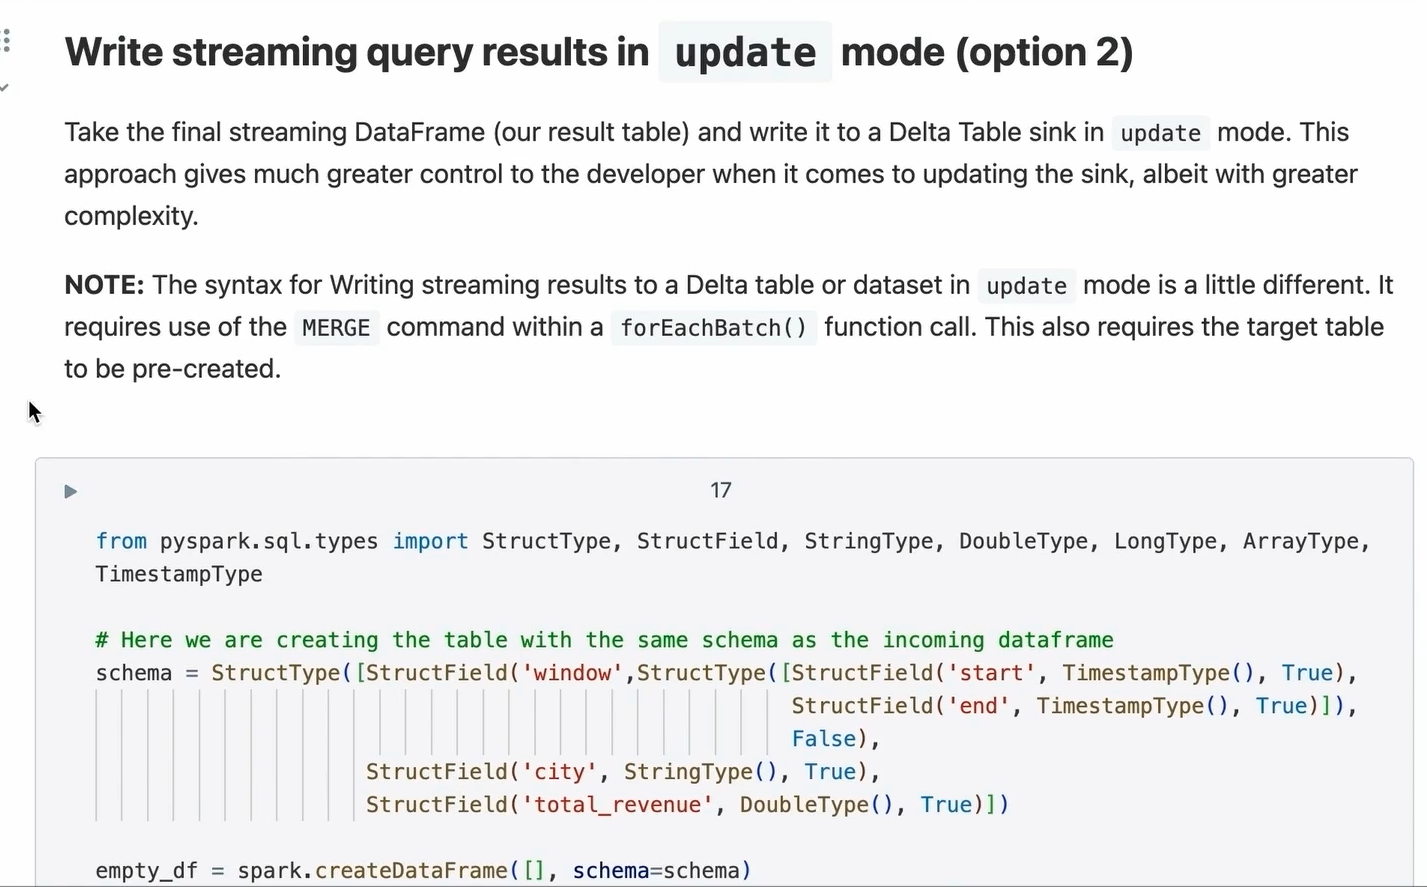 Write streaming query results in update mode (option 2)
Take the final streaming DataFrame (our result table) and write it to a Delta Table sink in update mode. This
approach gives much greater control to the developer when it comes to updating the sink, albeit with greater
complexity.
NOTE: The syntax for Writing streaming results to a Delta table or dataset in update mode is a little different. It
requires use of the MERGE command within a forEachBatch() function call. This also requires the target table
to be pre-created.
17
from pyspark.sql.types import StructType, StructField, StringType, DoubleType, LongType, ArrayType,
TimestampType
# Here we are creating the table with the same schema as the incoming dataframe
schema = StructType([StructField('window',StructType([StructField('start', TimestampType(), True),
StructField('end', TimestampType(), True)]),
False),
StructField('city', StringType(), True),
StructField('total_revenue', DoubleType(), True)])
empty_df = spark.createDataFrame([], schema=schema)